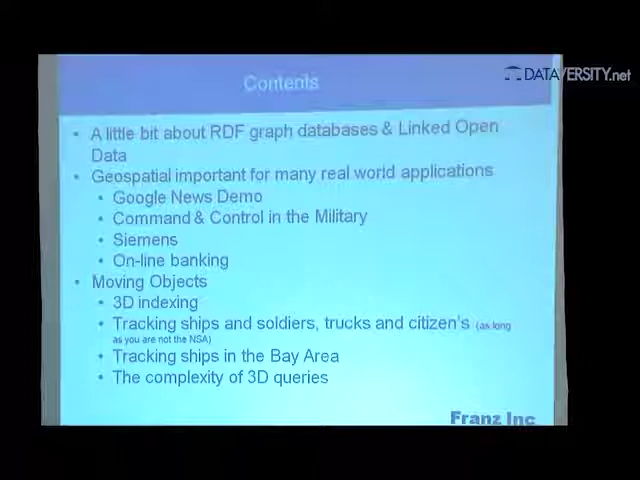 DATAVERSITY.net
Contents
• A little bit about RDF graph databases & Linked Open
Data
• Geospatial important for many real world applications
• Google News Demo
• Command & Control in the Military
• Siemens
• On-line banking
• Moving Objects
• 3D indexing
• Tracking ships and soldiers, trucks and citizen's (as long
as you are not the NSA)
• Tracking ships in the Bay Area
• The complexity of 3D queries
Franz Inc